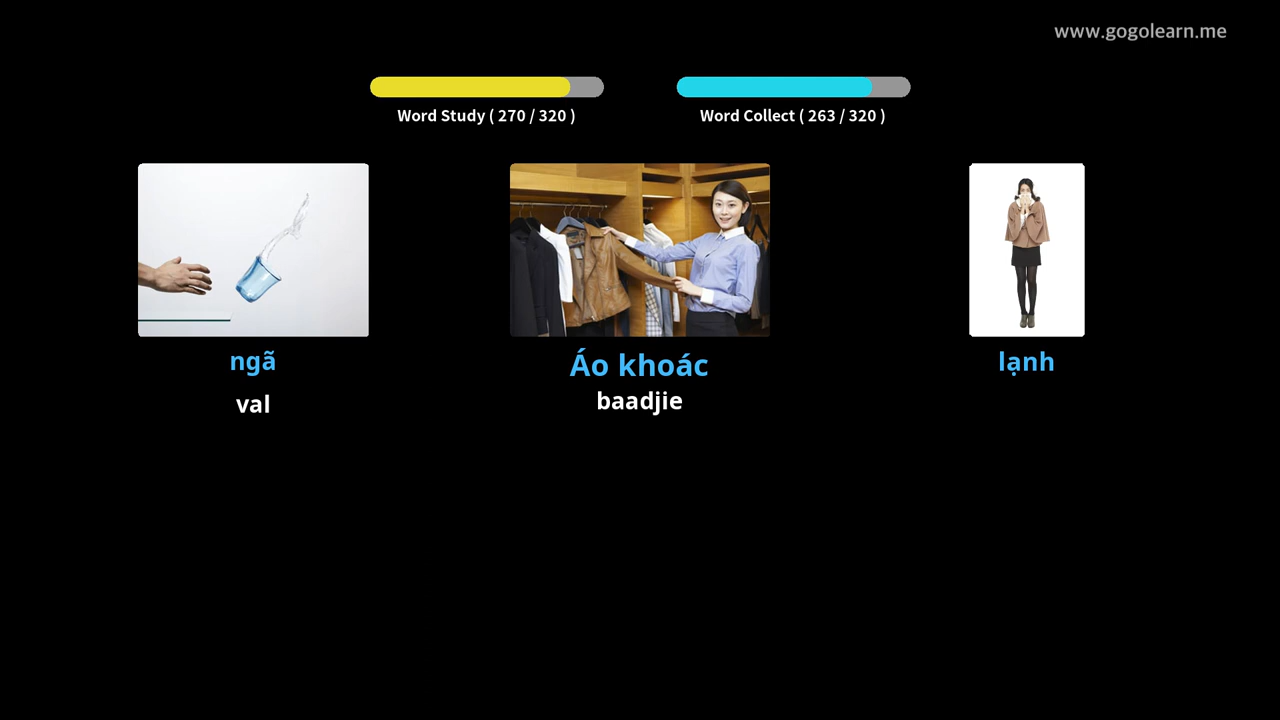 www.gogolearn.me
Word Study ( 270 / 320 )
Word Collect ( 263 / 320 )
ngã
val
Áo khoác
baadjie
lạnh